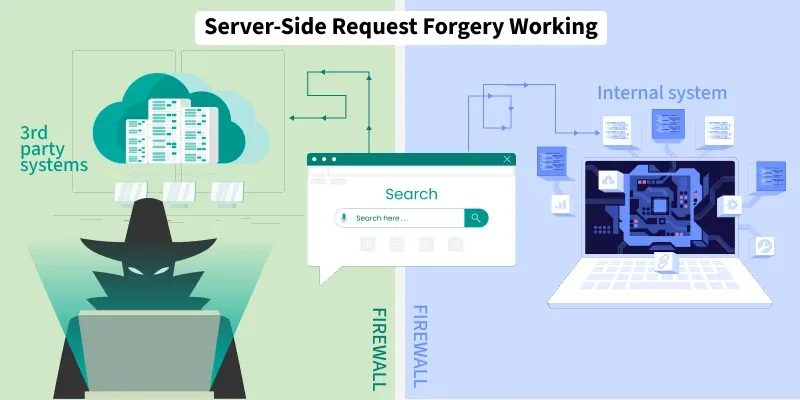 Server-Side Request Forgery Working
3rd
party
systems
Internal system
Search
Search here . . .
FIREWALL
FIREWALL